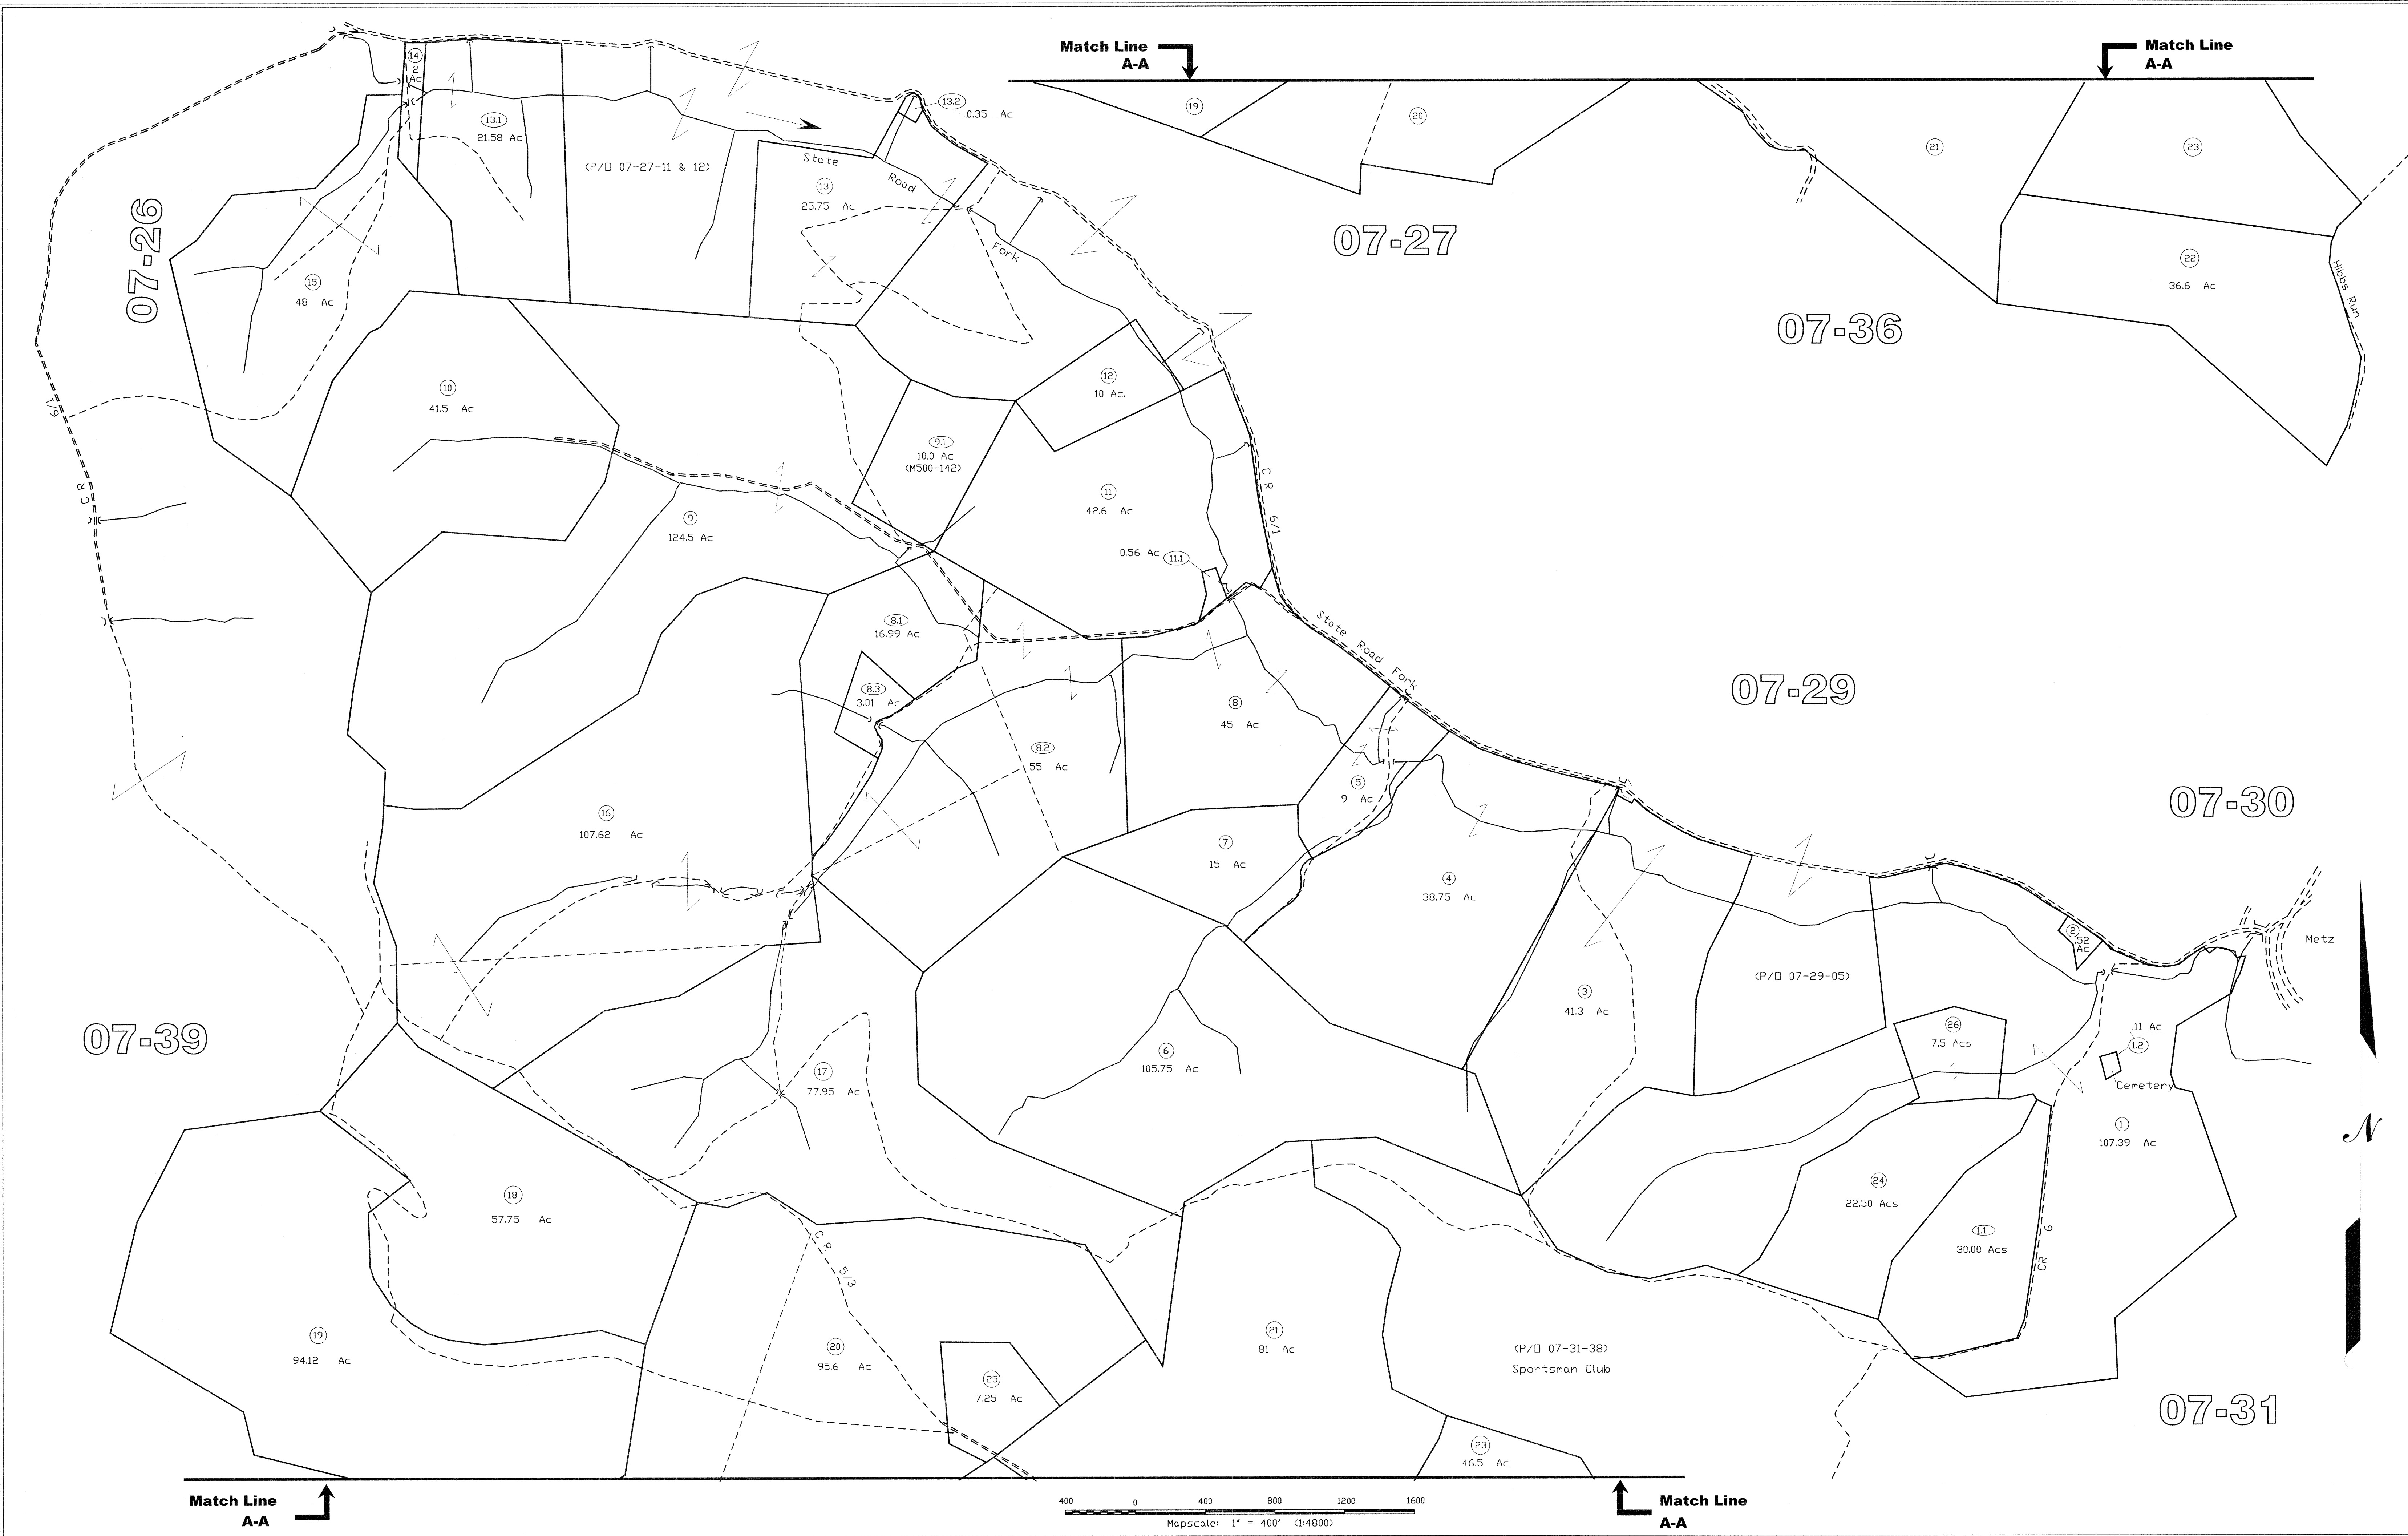 Match Line
A-A
Match Line
A-A
14
2
Ac
13.2
0.35 Ac
13.1
21.58 Ac
(P/O 07-27-11 & 12)
State
Road
Fork
13
25.75 Ac
19
20
21
23
07-26
07-27
15
48 Ac
22
36.6 Ac
Hibbs Run
07-36
10
41.5 Ac
12
10 Ac.
CR 6/1
9.1
10.0 Ac
(M500-142)
CR 6/1
9
124.5 Ac
11
42.6 Ac
0.56 Ac 11.1
8.1
16.99 Ac
State Road Fork
07-29
8.3
3.01 Ac
8
45 Ac
8.2
55 Ac
5
9 Ac
07-30
16
107.62 Ac
7
15 Ac
4
38.75 Ac
2
.52
Ac
Metz
(P/O 07-29-05)
3
41.3 Ac
07-39
26
7.5 Acs
.11 Ac
1.2
Cemetery
6
105.75 Ac
17
77.95 Ac
1
107.39 Ac
N
18
57.75 Ac
24
22.50 Acs
1.1
30.00 Acs
CR 6
CR 5/3
19
94.12 Ac
20
95.6 Ac
21
81 Ac
(P/O 07-31-38)
Sportsman Club
25
7.25 Ac
07-31
23
46.5 Ac
Match Line
A-A
400 0 400 800 1200 1600
Mapscale: 1" = 400' (1:4800)
Match Line
A-A